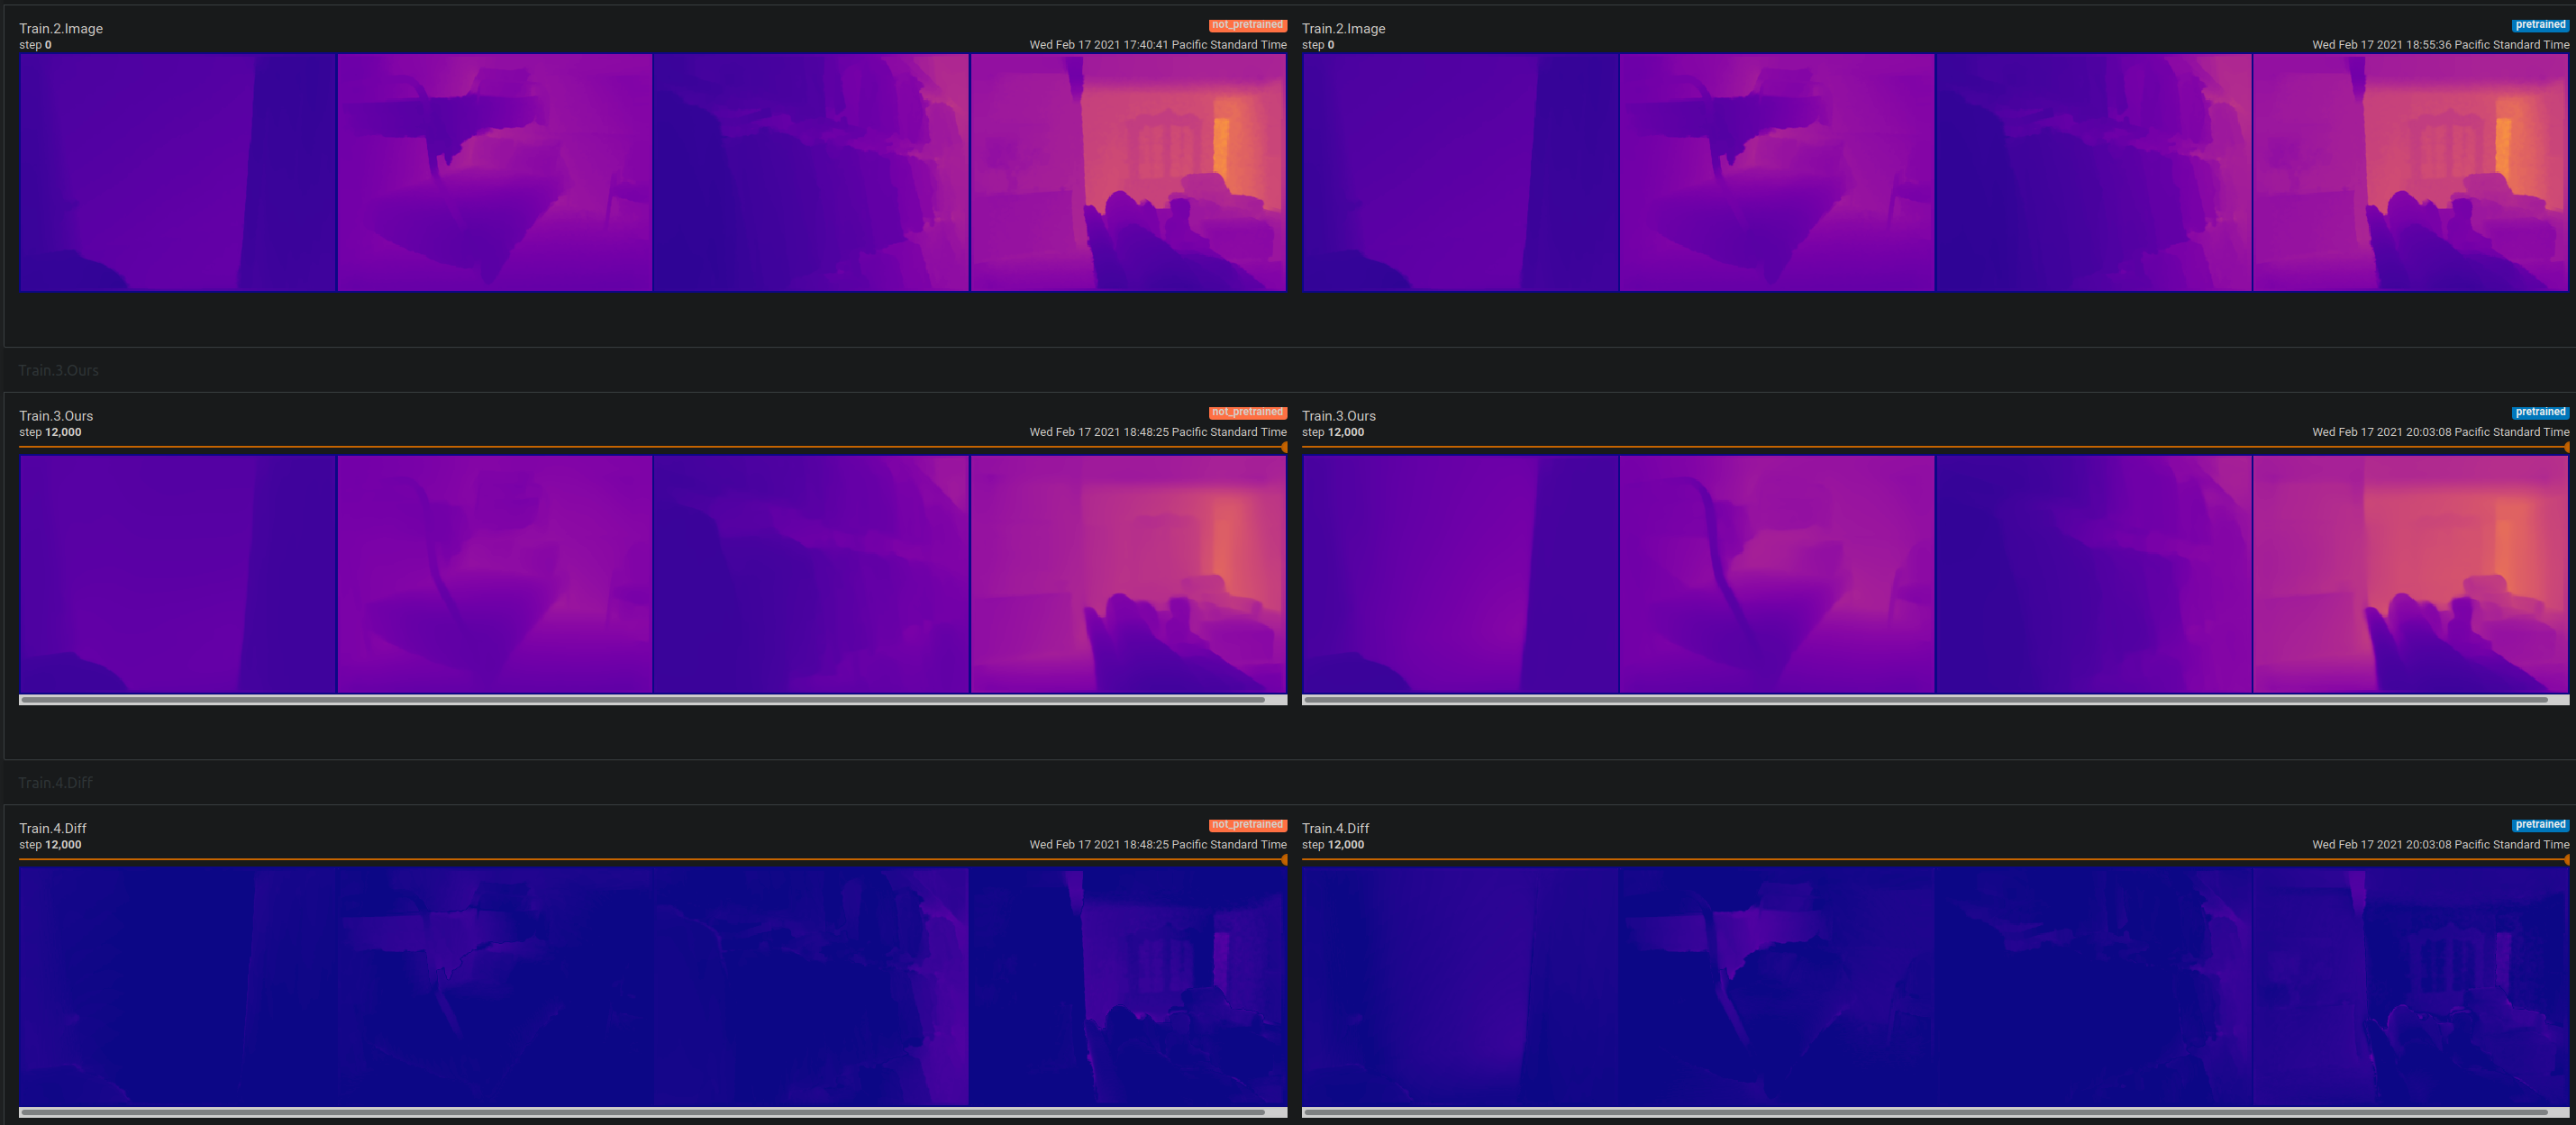 Train.2.Image not_pretrained
step 0 Wed Feb 17 2021 17:40:41 Pacific Standard Time
Train.2.Image pretrained
step 0 Wed Feb 17 2021 18:55:36 Pacific Standard Time
Train.3.Ours
Train.3.Ours not_pretrained
step 12,000 Wed Feb 17 2021 18:48:25 Pacific Standard Time
Train.3.Ours pretrained
step 12,000 Wed Feb 17 2021 20:03:08 Pacific Standard Time
Train.4.Diff
Train.4.Diff not_pretrained
step 12,000 Wed Feb 17 2021 18:48:25 Pacific Standard Time
Train.4.Diff pretrained
step 12,000 Wed Feb 17 2021 20:03:08 Pacific Standard Time